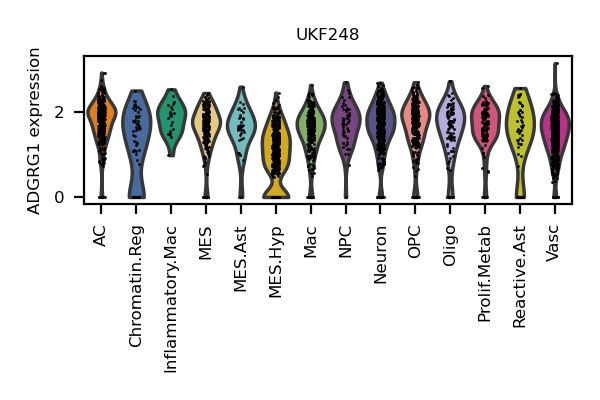 UKF248
ADGRG1 expression
2
0
AC
Chromatin.Reg
Inflammatory.Mac
MES
MES.Ast
MES.Hyp
Mac
NPC
Neuron
OPC
Oligo
Prolif.Metab
Reactive.Ast
Vasc